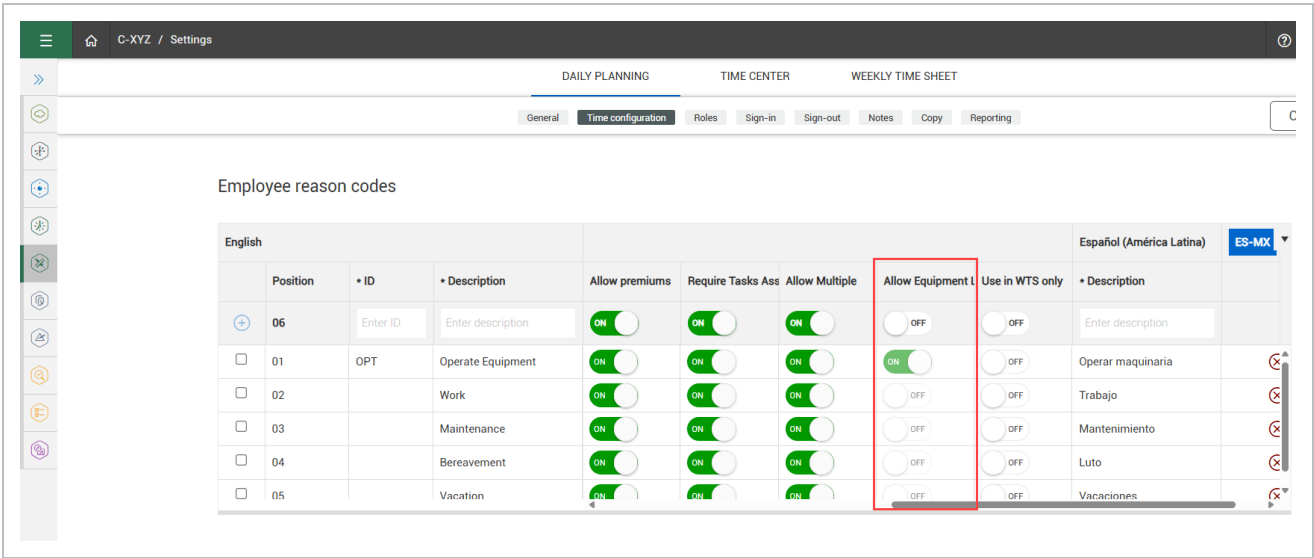 C-XYZ / Settings
DAILY PLANNING TIME CENTER WEEKLY TIME SHEET
General Time configuration Roles Sign-in Sign-out Notes Copy Reporting
Employee reason codes
English Español (América Latina) ES-MX
Position * ID * Description Allow premiums Require Tasks Ass Allow Multiple Allow Equipment L Use in WTS only * Description
06 Enter ID Enter description ON ON ON OFF OFF Enter description
01 OPT Operate Equipment ON ON ON ON OFF Operar maquinaria
02 Work ON ON ON OFF OFF Trabajo
03 Maintenance ON ON ON OFF OFF Mantenimiento
04 Bereavement ON ON ON OFF OFF Luto
05 Vacation ON ON ON OFF OFF Vacaciones